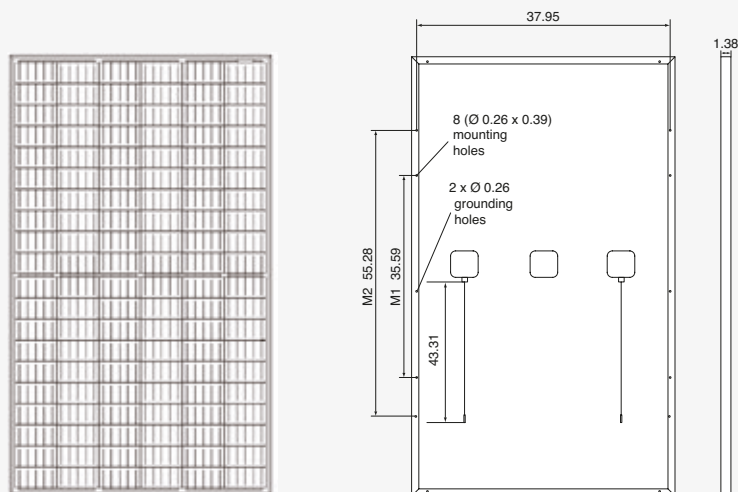 37.95
1.38
8 (Ø 0.26 x 0.39)
mounting
holes
2 x Ø 0.26
grounding
holes
M2 55.28
M1 35.59
43.31